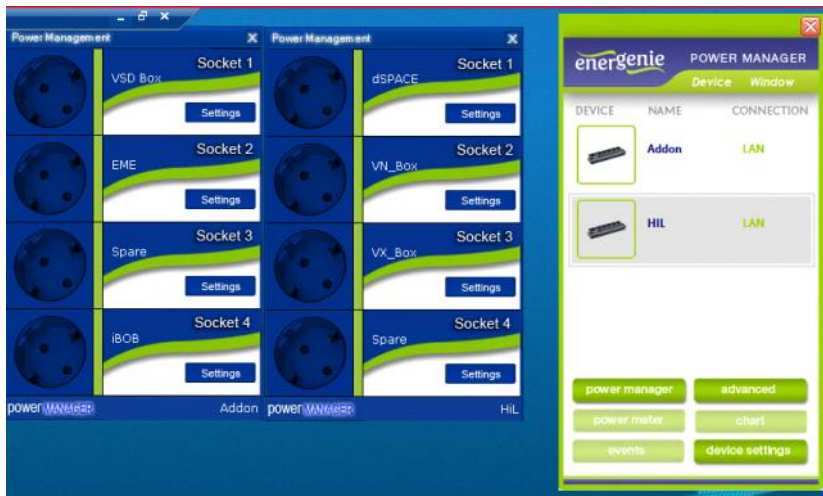 Power Management X
Socket 1
VSD Box
Settings
Socket 2
EME
Settings
Socket 3
Spare
Settings
Socket 4
iBOB
Settings
power MANAGER Addon
Power Management X
Socket 1
dSPACE
Settings
Socket 2
VN_Box
Settings
Socket 3
VX_Box
Settings
Socket 4
Spare
Settings
power MANAGER HiL
energenie POWER MANAGER
Device Window
DEVICE NAME CONNECTION
Addon LAN
HIL LAN
power manager advanced
power meter chart
events device settings